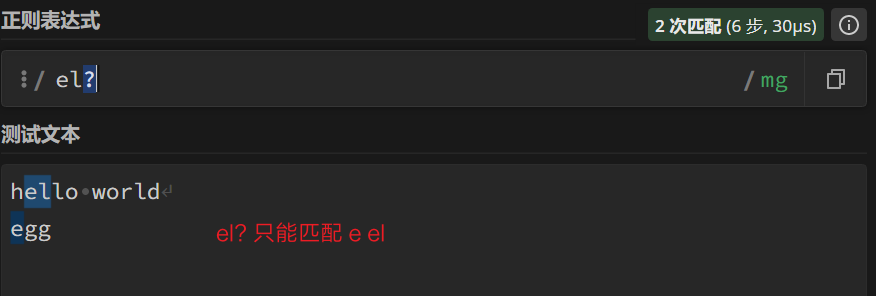 正则表达式
2 次匹配 (6 步, 30μs)
/ el? / mg
测试文本
hello·world↵
egg
el? 只能匹配 e el